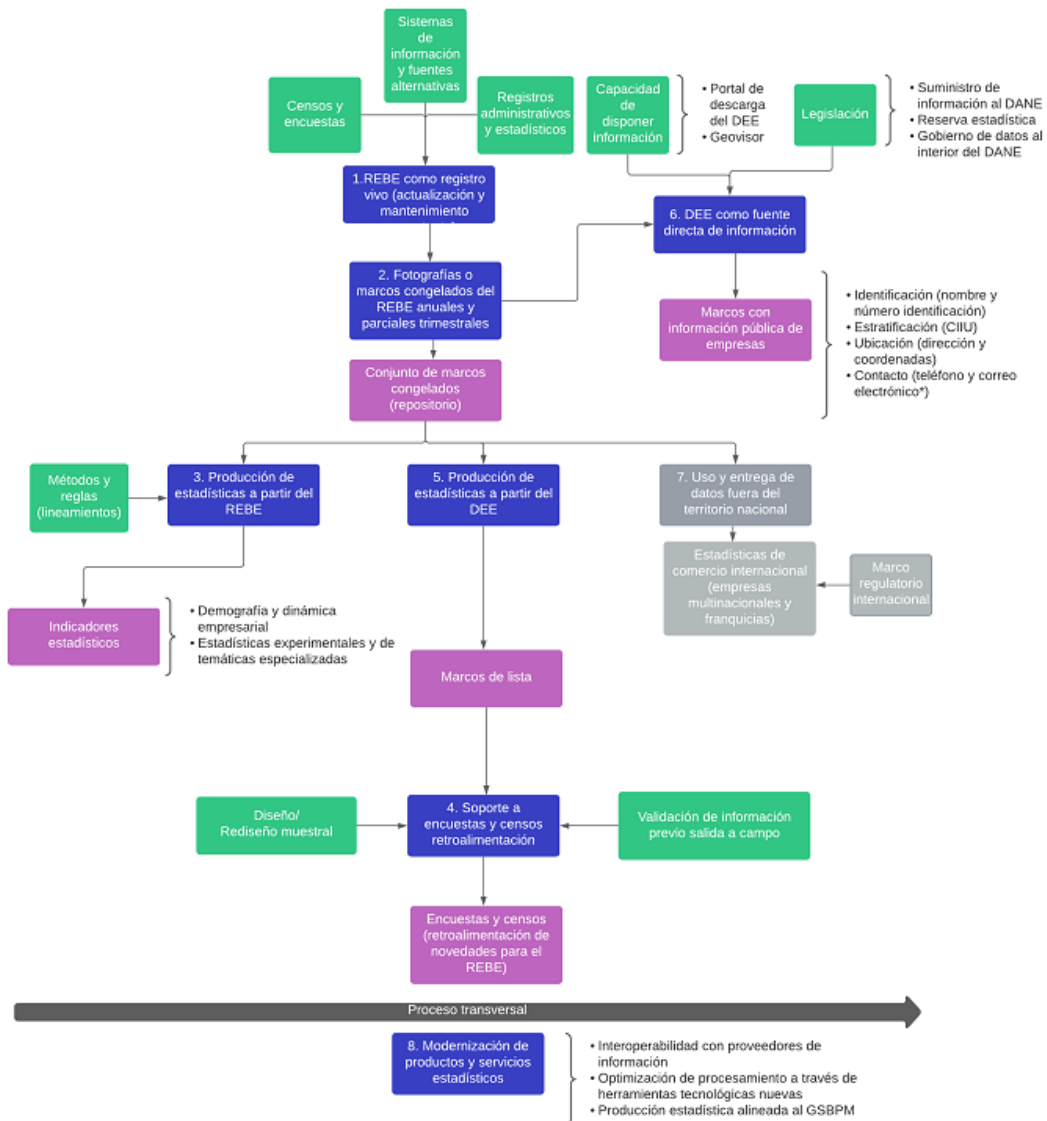 Sistemas
de
información
y fuentes
alternativas
Censos y
encuestas
Registros
administrativos
y estadísticos
Capacidad
de
disponer
información
• Portal de
descarga
del DEE
• Geovisor
Legislación
• Suministro de
información al DANE
• Reserva estadística
• Gobierno de datos al
interior del DANE
1.REBE como registro
vivo (actualización y
mantenimiento
6. DEE como fuente
directa de información
2. Fotografías o
marcos congelados del
REBE anuales y
parciales trimestrales
Marcos con
información pública de
empresas
• Identificación (nombre y
número identificación)
• Estratificación (CIIU)
• Ubicación (dirección y
coordenadas)
• Contacto (teléfono y correo
electrónico*)
Conjunto de marcos
congelados
(repositorio)
Métodos y
reglas
(lineamientos)
3. Producción de
estadísticas a partir del
REBE
5. Producción de
estadísticas a partir del
DEE
7. Uso y entrega de
datos fuera del
territorio nacional
Estadísticas de
comercio internacional
(empresas
multinacionales y
franquicias)
Marco
regulatorio
internacional
Indicadores
estadísticos
• Demografía y dinámica
empresarial
• Estadísticas experimentales y de
temáticas especializadas
Marcos de lista
Diseño/
Rediseño muestral
4. Soporte a
encuestas y censos
retroalimentación
Validación de información
previo salida a campo
Encuestas y censos
(retroalimentación de
novedades para el
REBE)
Proceso transversal
8. Modernización de
productos y servicios
estadísticos
• Interoperabilidad con proveedores de
información
• Optimización de procesamiento a través de
herramientas tecnológicas nuevas
• Producción estadística alineada al GSBPM